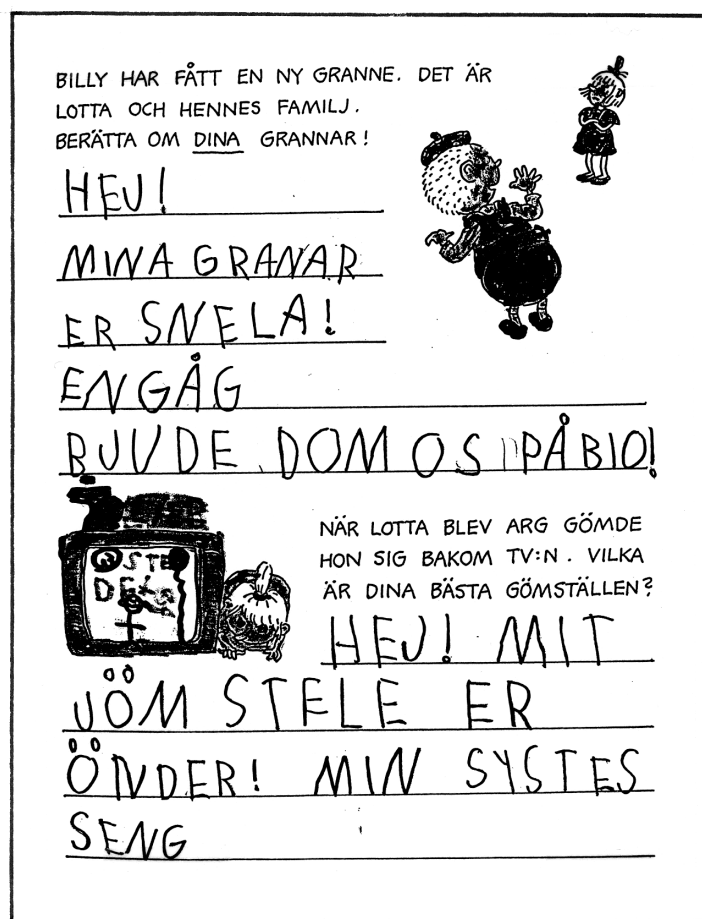 BILLY HAR FÅTT EN NY GRANNE. DET ÄR
LOTTA OCH HENNES FAMILJ.
BERÄTTA OM DINA GRANNAR!
HEJ!
MINA GRANAR
ER SNELA!
ENGÅG
BJUDE DOM OS PÅ BIO!
NÄR LOTTA BLEV ARG GÖMDE
HON SIG BAKOM TV:N. VILKA
ÄR DINA BÄSTA GÖMSTÄLLEN?
HEJ! MIT
JÖM STELE ER
ÖNDER! MIN SYSTES
SENG